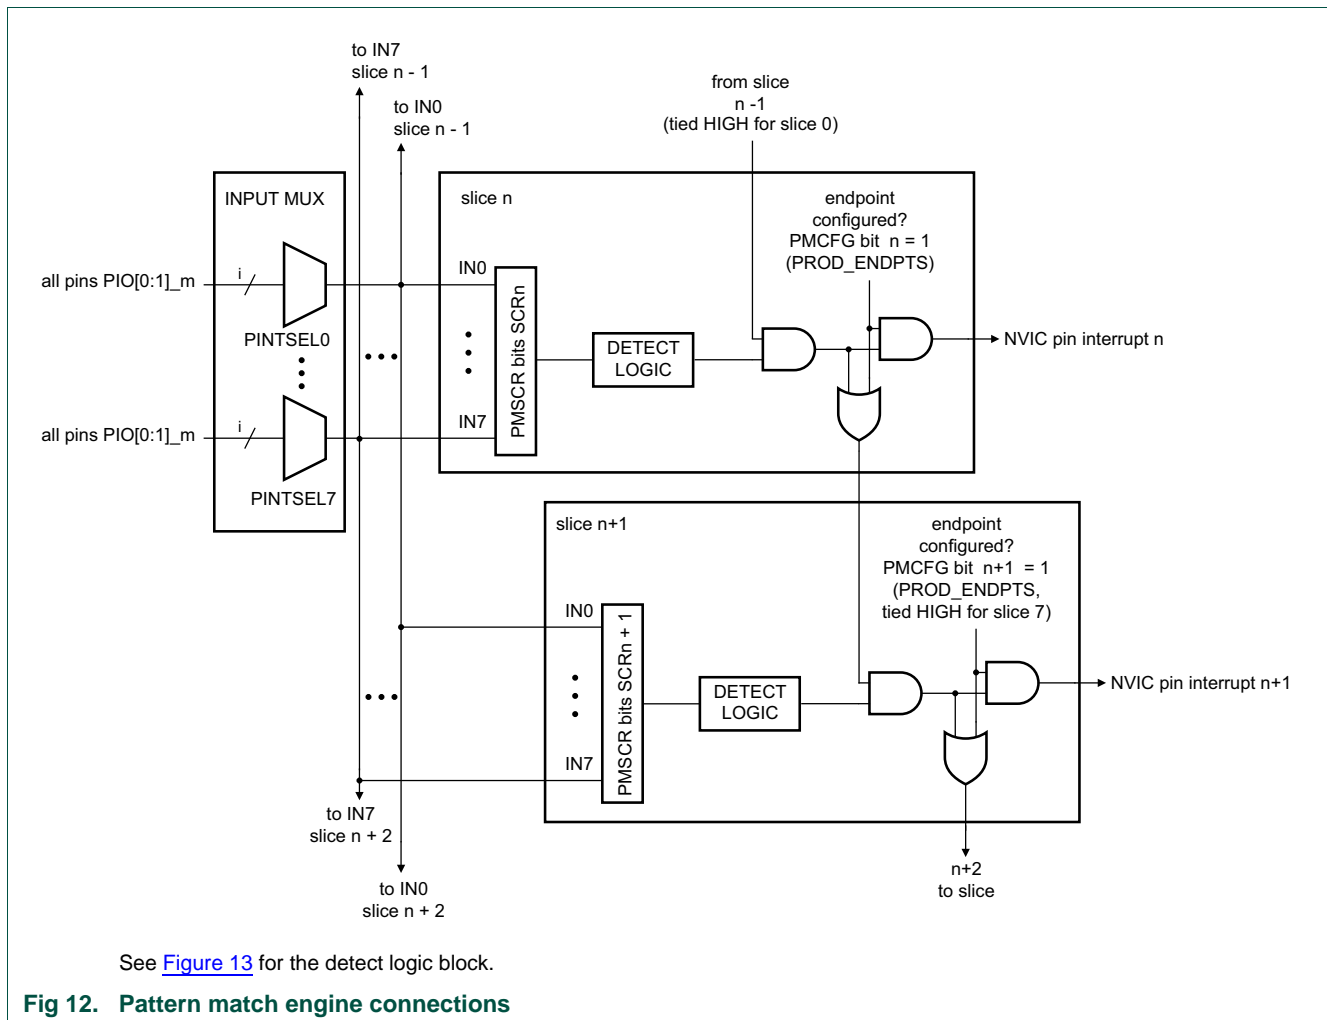 to IN7
slice n - 1
to IN0
slice n - 1
from slice
n -1
(tied HIGH for slice 0)
INPUT MUX
all pins PIO[0:1]_m
i
PINTSEL0
all pins PIO[0:1]_m
i
PINTSEL7
slice n
IN0
IN7
PMSCR bits SCRn
DETECT
LOGIC
endpoint
configured?
PMCFG bit n = 1
(PROD_ENDPTS)
NVIC pin interrupt n
slice n+1
IN0
IN7
PMSCR bits SCRn + 1
DETECT
LOGIC
endpoint
configured?
PMCFG bit n+1 = 1
(PROD_ENDPTS,
tied HIGH for slice 7)
NVIC pin interrupt n+1
to IN7
slice n + 2
to IN0
slice n + 2
n+2
to slice
See Figure 13 for the detect logic block.
Fig 12. Pattern match engine connections